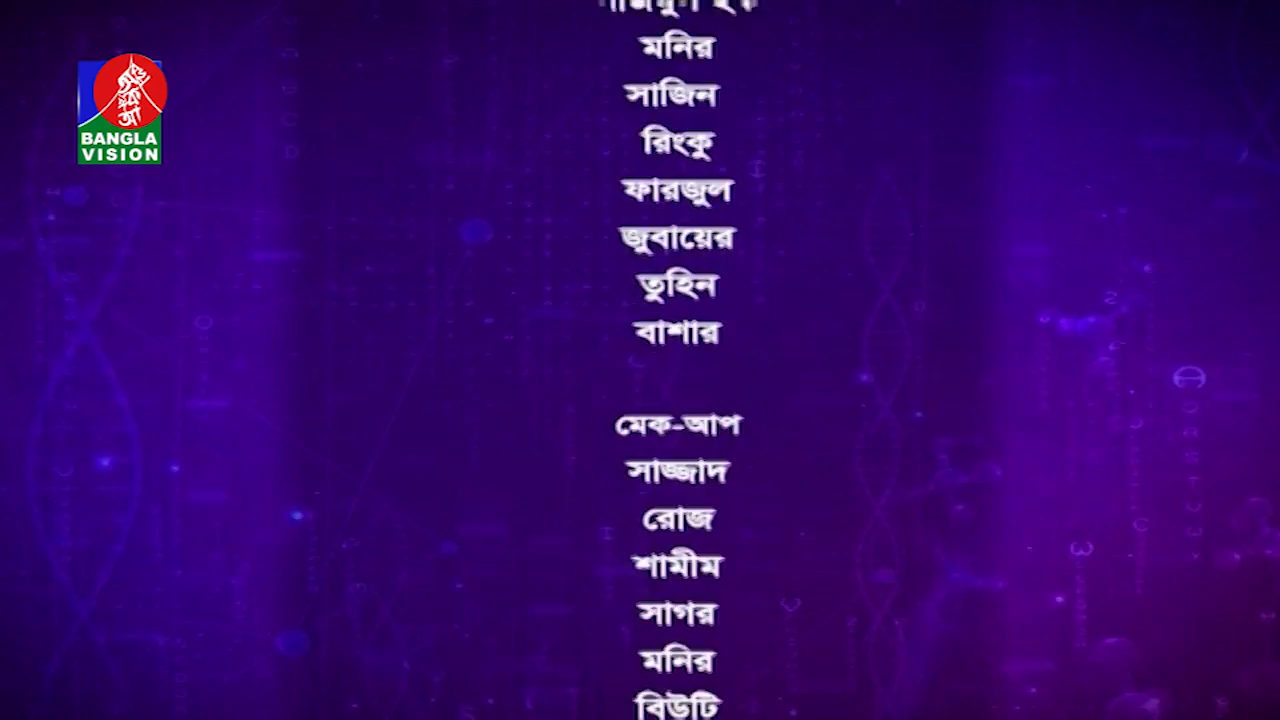 BANGLA
VISION
মনির
সাজিন
রিংকু
ফারজুল
জুবায়ের
তুহিন
বাশার
মেক-আপ
সাজ্জাদ
রোজ
শামীম
সাগর
মনির
বিউটি